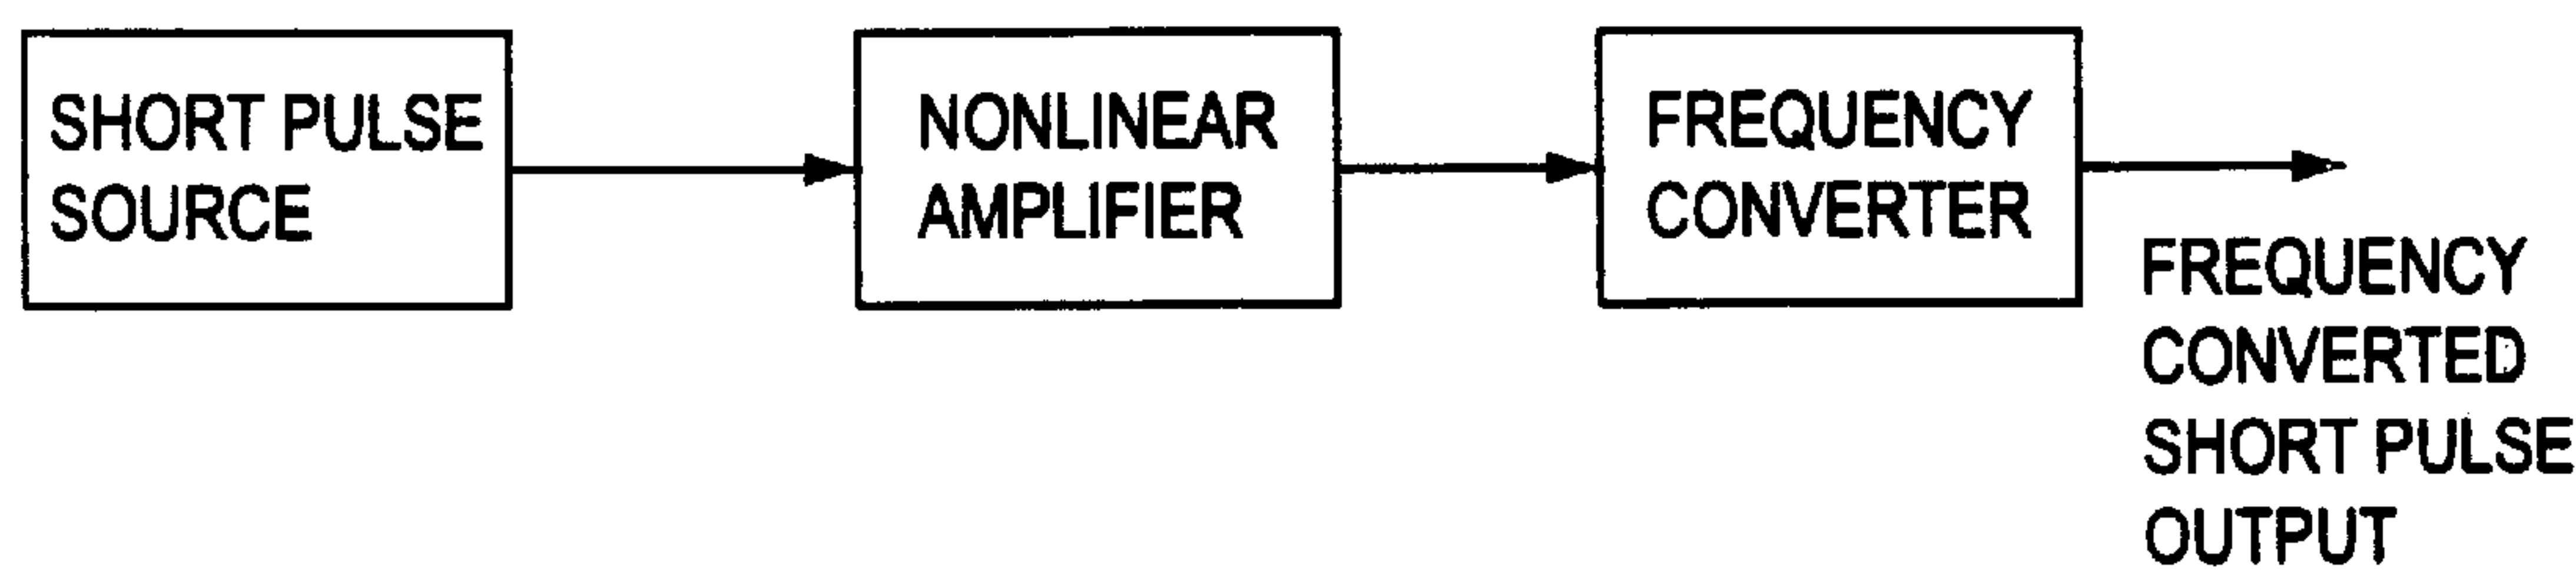 SHORT PULSE
SOURCE
NONLINEAR
AMPLIFIER
FREQUENCY
CONVERTER
FREQUENCY
CONVERTED
SHORT PULSE
OUTPUT